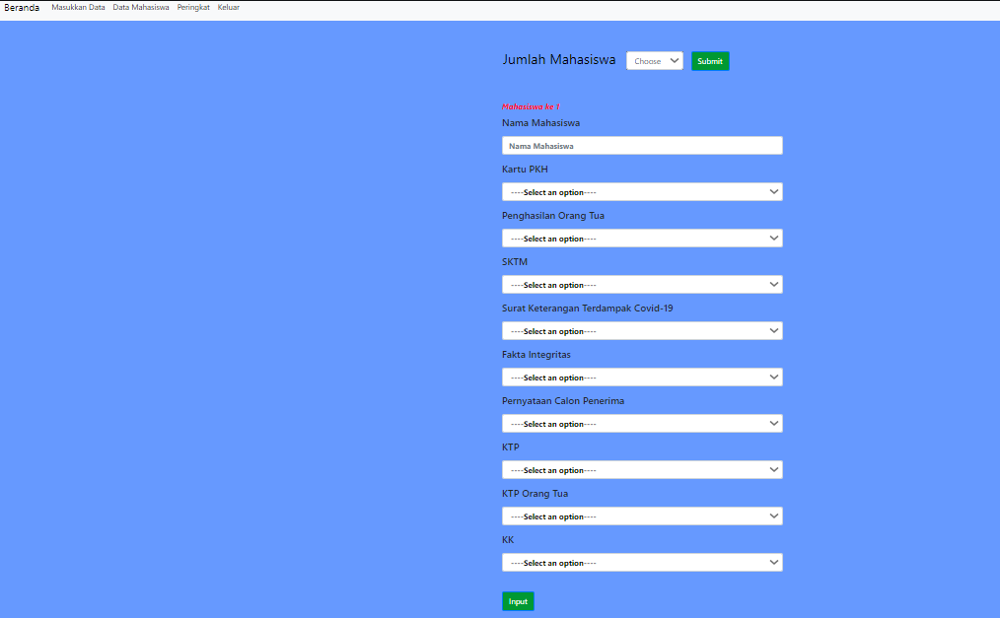 Beranda Masukkan Data Data Mahasiswa Peringkat Keluar
Jumlah Mahasiswa Choose Submit
Mahasiswa ke 1
Nama Mahasiswa
Nama Mahasiswa
Kartu PKH
----Select an option----
Penghasilan Orang Tua
----Select an option----
SKTM
----Select an option----
Surat Keterangan Terdampak Covid-19
----Select an option----
Fakta Integritas
----Select an option----
Pernyataan Calon Penerima
----Select an option----
KTP
----Select an option----
KTP Orang Tua
----Select an option----
KK
----Select an option----
Input